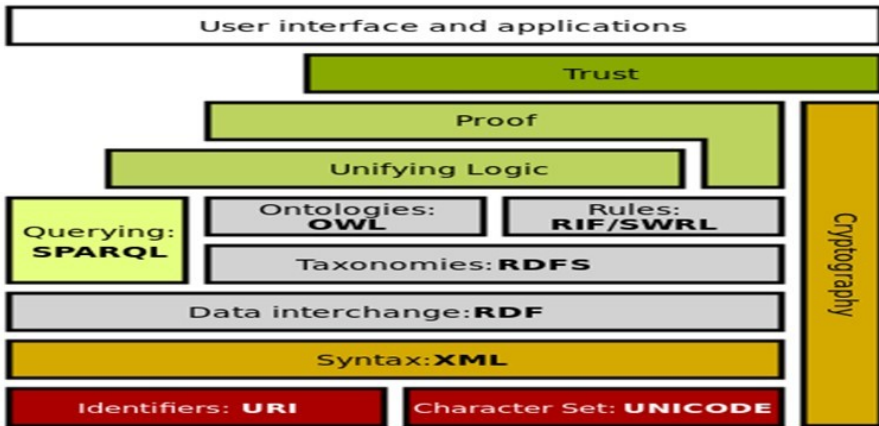 User interface and applications
Trust
Proof
Unifying Logic
Querying:
SPARQL
Ontologies:
OWL
Rules:
RIF/SWRL
Taxonomies: RDFS
Cryptography
Data interchange: RDF
Syntax: XML
Identifiers: URI
Character Set: UNICODE